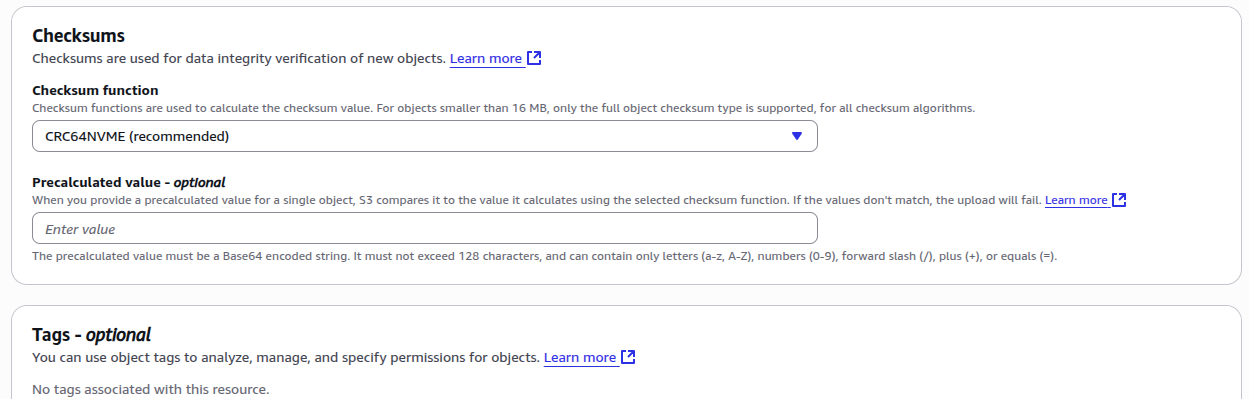 Checksums
Checksums are used for data integrity verification of new objects. Learn more
Checksum function
Checksum functions are used to calculate the checksum value. For objects smaller than 16 MB, only the full object checksum type is supported, for all checksum algorithms.
CRC64NVME (recommended)
Precalculated value - optional
When you provide a precalculated value for a single object, S3 compares it to the value it calculates using the selected checksum function. If the values don't match, the upload will fail. Learn more
Enter value
The precalculated value must be a Base64 encoded string. It must not exceed 128 characters, and can contain only letters (a-z, A-Z), numbers (0-9), forward slash (/), plus (+), or equals (=).
Tags - optional
You can use object tags to analyze, manage, and specify permissions for objects. Learn more
No tags associated with this resource.